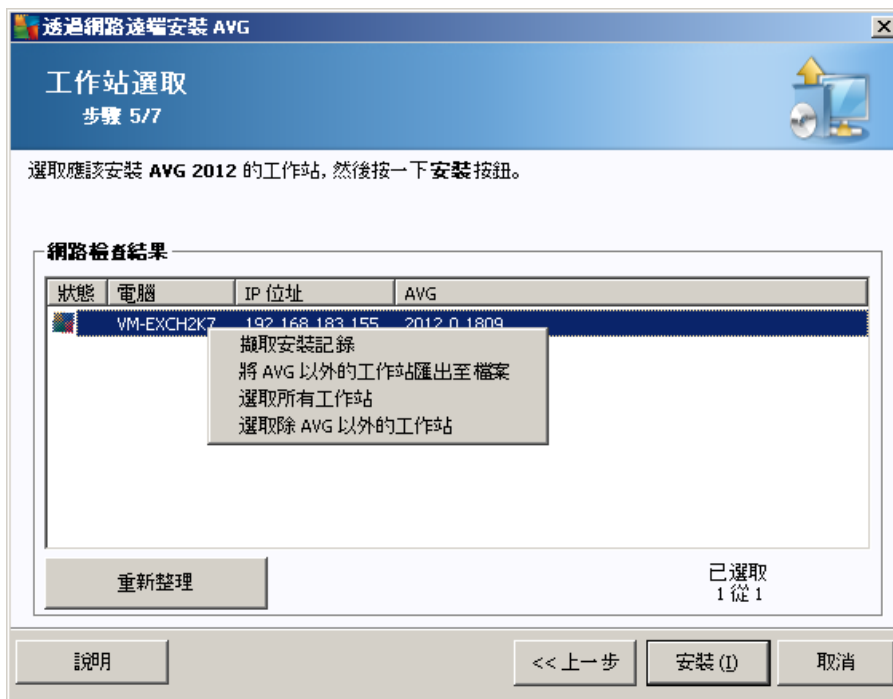 透過網路遠端安裝 AVG
工作站選取
步驟 5/7
選取應該安裝 AVG 2012 的工作站, 然後按一下安裝按鈕。
網路檢查結果
狀態 電腦 IP 位址 AVG
VM-EXCH2K7 192.168.183.155 2012.0.1809
擷取安裝記錄
將 AVG 以外的工作站匯出至檔案
選取所有工作站
選取除 AVG 以外的工作站
重新整理
已選取
1 從 1
說明
<< 上一步
安裝 (I)
取消